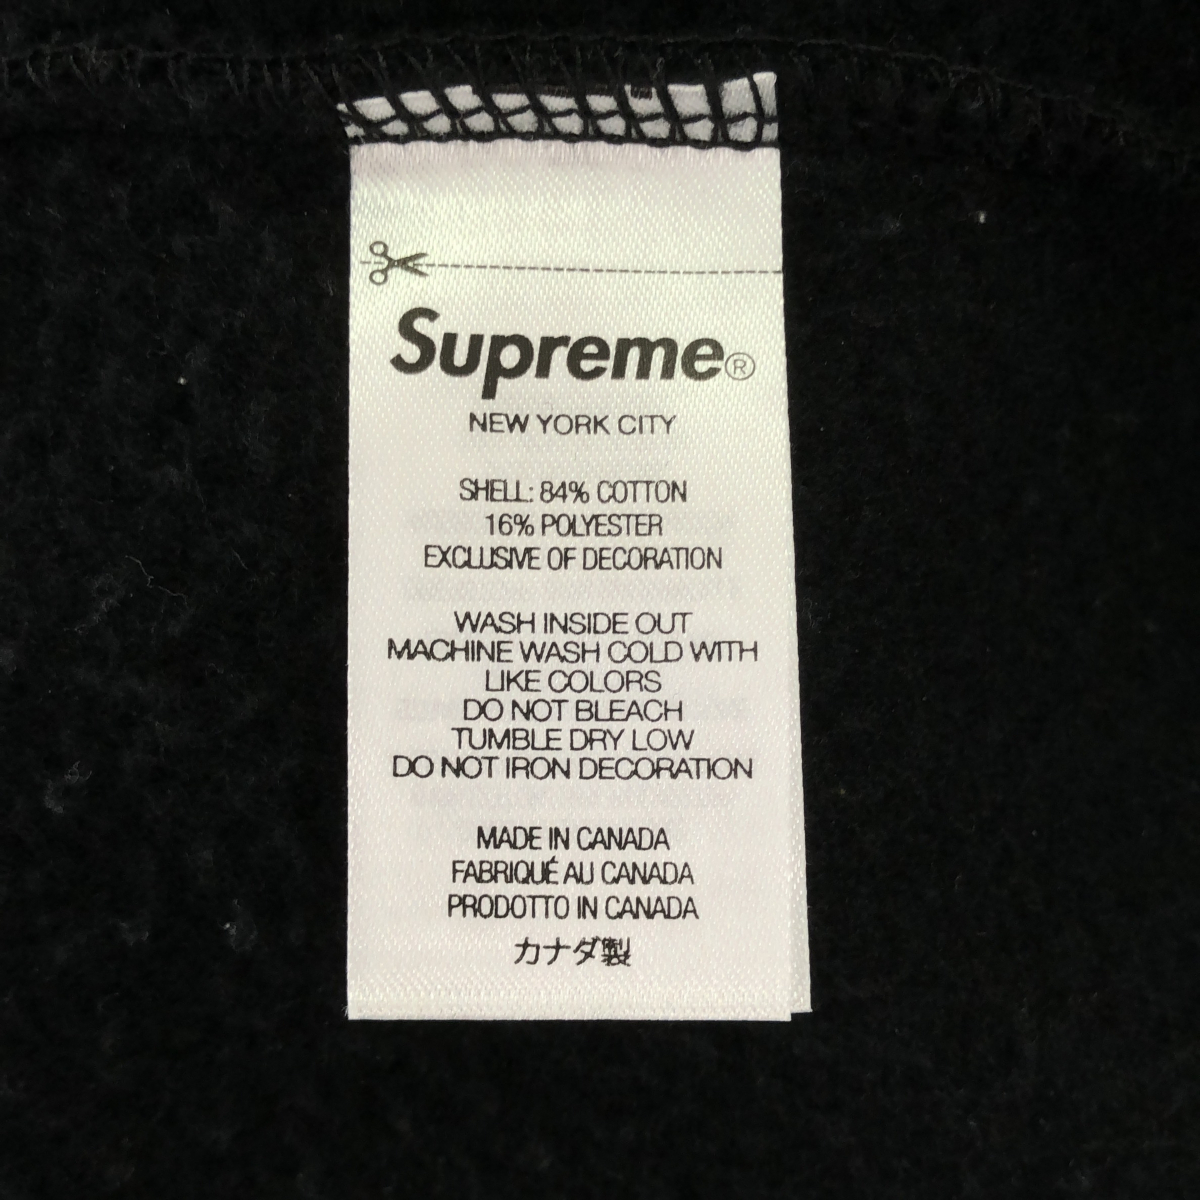 Supreme®
NEW YORK CITY
SHELL: 84% COTTON
16% POLYESTER
EXCLUSIVE OF DECORATION
WASH INSIDE OUT
MACHINE WASH COLD WITH
LIKE COLORS
DO NOT BLEACH
TUMBLE DRY LOW
DO NOT IRON DECORATION
MADE IN CANADA
FABRIQUÉ AU CANADA
PRODOTTO IN CANADA
カナダ製